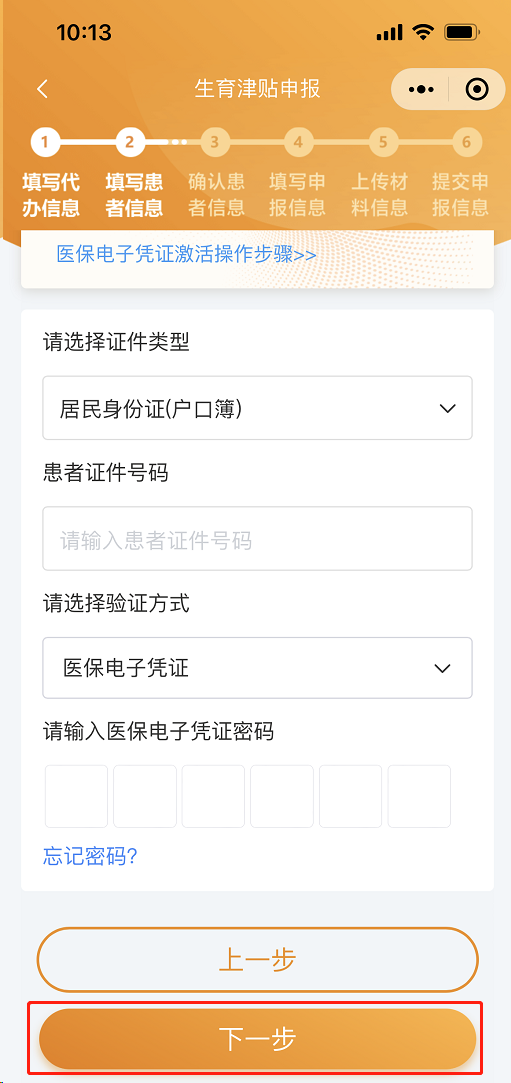 10:13
生育津贴申报
1 2 3 4 5 6
填写代 填写患 确认患 填写申 上传材 提交申
办信息 者信息 者信息 报信息 料信息 报信息
医保电子凭证激活操作步骤>>
请选择证件类型
居民身份证(户口簿)
患者证件号码
请输入患者证件号码
请选择验证方式
医保电子凭证
请输入医保电子凭证密码
忘记密码?
上一步
下一步